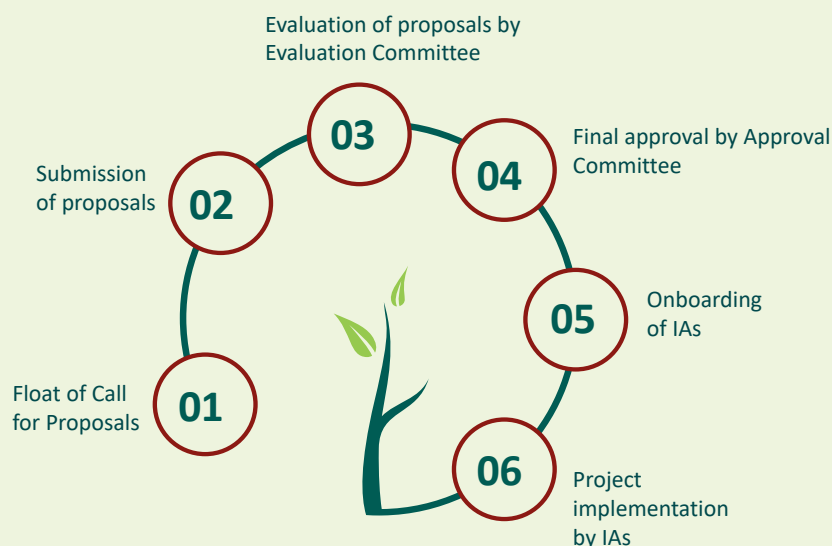 01
Float of Call
for Proposals
02
Submission
of proposals
03
Evaluation of proposals by
Evaluation Committee
04
Final approval by Approval
Committee
05
Onboarding
of IAs
06
Project
implementation
by IAs